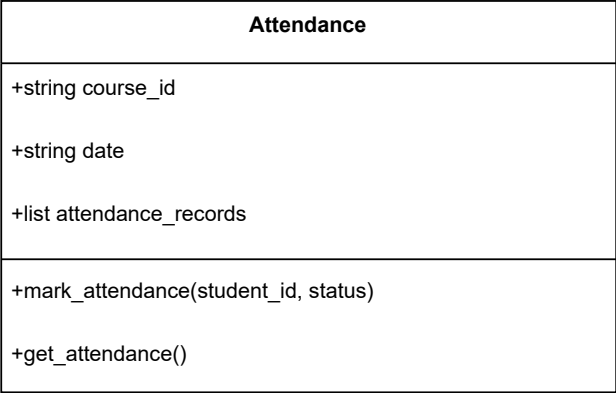 Attendance
+string course_id
+string date
+list attendance_records
+mark_attendance(student_id, status)
+get_attendance()